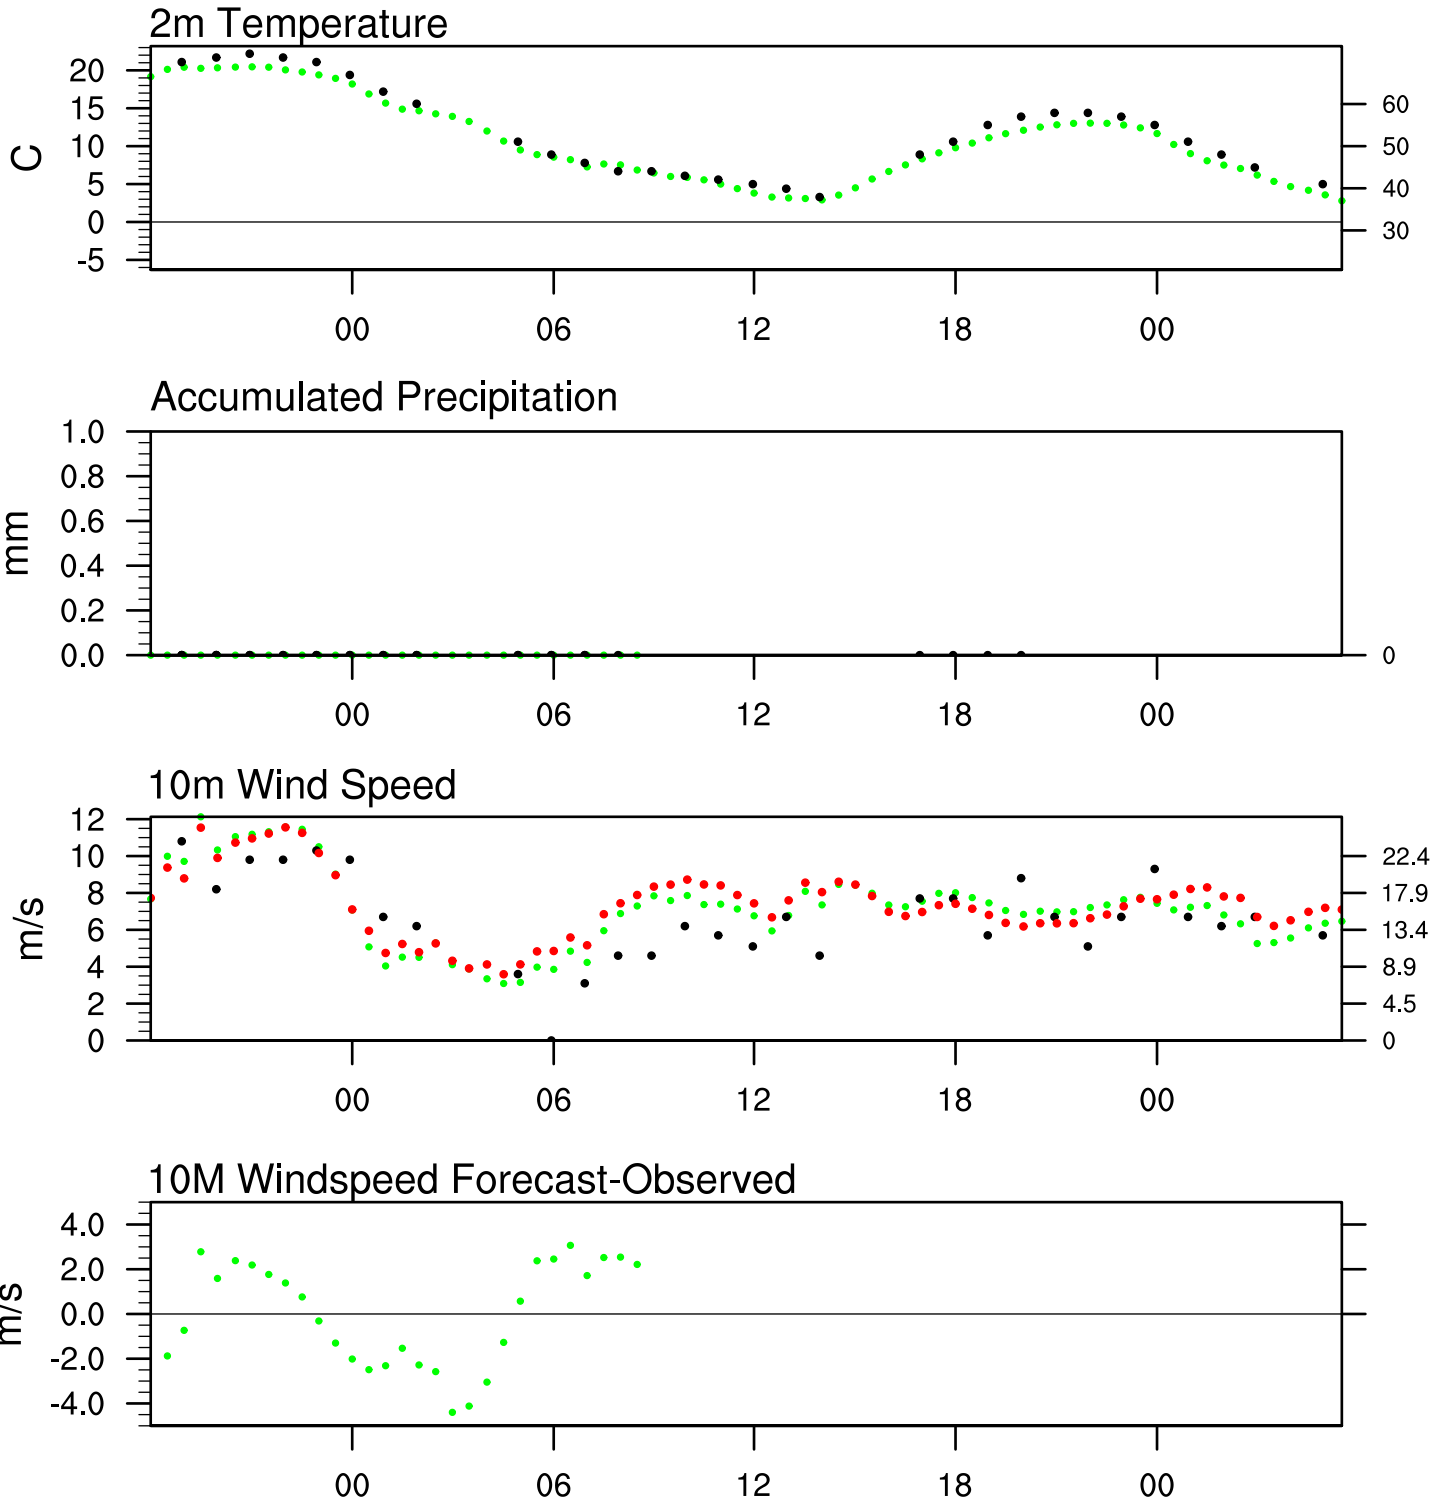 2m Temperature
C
20
15
10
5
0
-5
60
50
40
30
00 06 12 18 00
Accumulated Precipitation
mm
1.0
0.8
0.6
0.4
0.2
0.0
0
00 06 12 18 00
10m Wind Speed
m/s
12
10
8
6
4
2
0
22.4
17.9
13.4
8.9
4.5
0
00 06 12 18 00
10M Windspeed Forecast-Observed
m/s
4.0
2.0
0.0
-2.0
-4.0
00 06 12 18 00